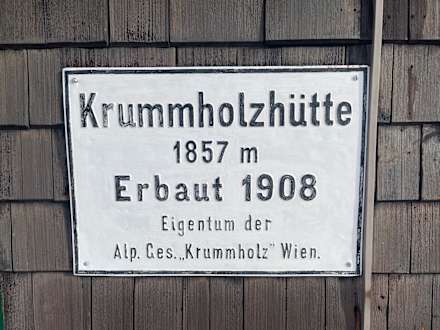 Krummholzhütte
1857 m
Erbaut 1908
Eigentum der
Alp. Ges. „Krummholz” Wien.